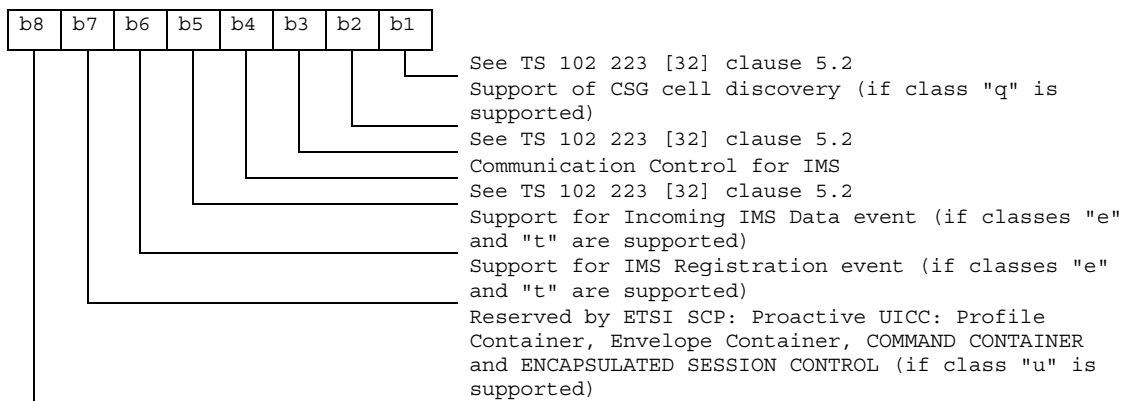 b8 b7 b6 b5 b4 b3 b2 b1
See TS 102 223 [32] clause 5.2
Support of CSG cell discovery (if class "q" is
supported)
See TS 102 223 [32] clause 5.2
Communication Control for IMS
See TS 102 223 [32] clause 5.2
Support for Incoming IMS Data event (if classes "e"
and "t" are supported)
Support for IMS Registration event (if classes "e"
and "t" are supported)
Reserved by ETSI SCP: Proactive UICC: Profile
Container, Envelope Container, COMMAND CONTAINER
and ENCAPSULATED SESSION CONTROL (if class "u" is
supported)